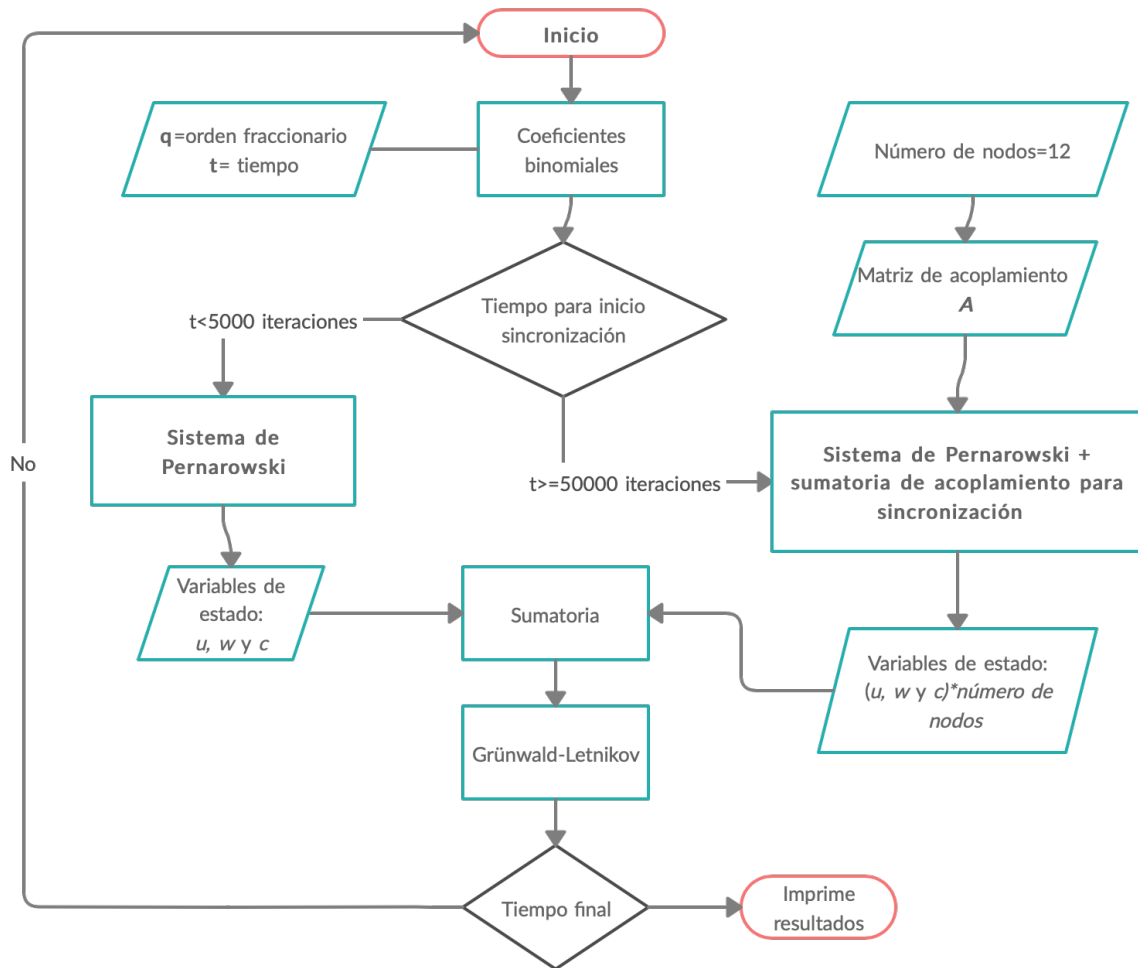 Inicio
q=orden fraccionario
t= tiempo
Coeficientes
binomiales
Número de nodos=12
Matriz de acoplamiento
A
Tiempo para inicio
sincronización
t<5000 iteraciones
Sistema de
Pernarowski
No
t>=50000 iteraciones
Sistema de Pernarowski +
sumatoria de acoplamiento para
sincronización
Variables de
estado:
u, w y c
Sumatoria
Variables de estado:
(u, w y c)*número de
nodos
Grünwald-Letnikov
Tiempo final
Imprime
resultados